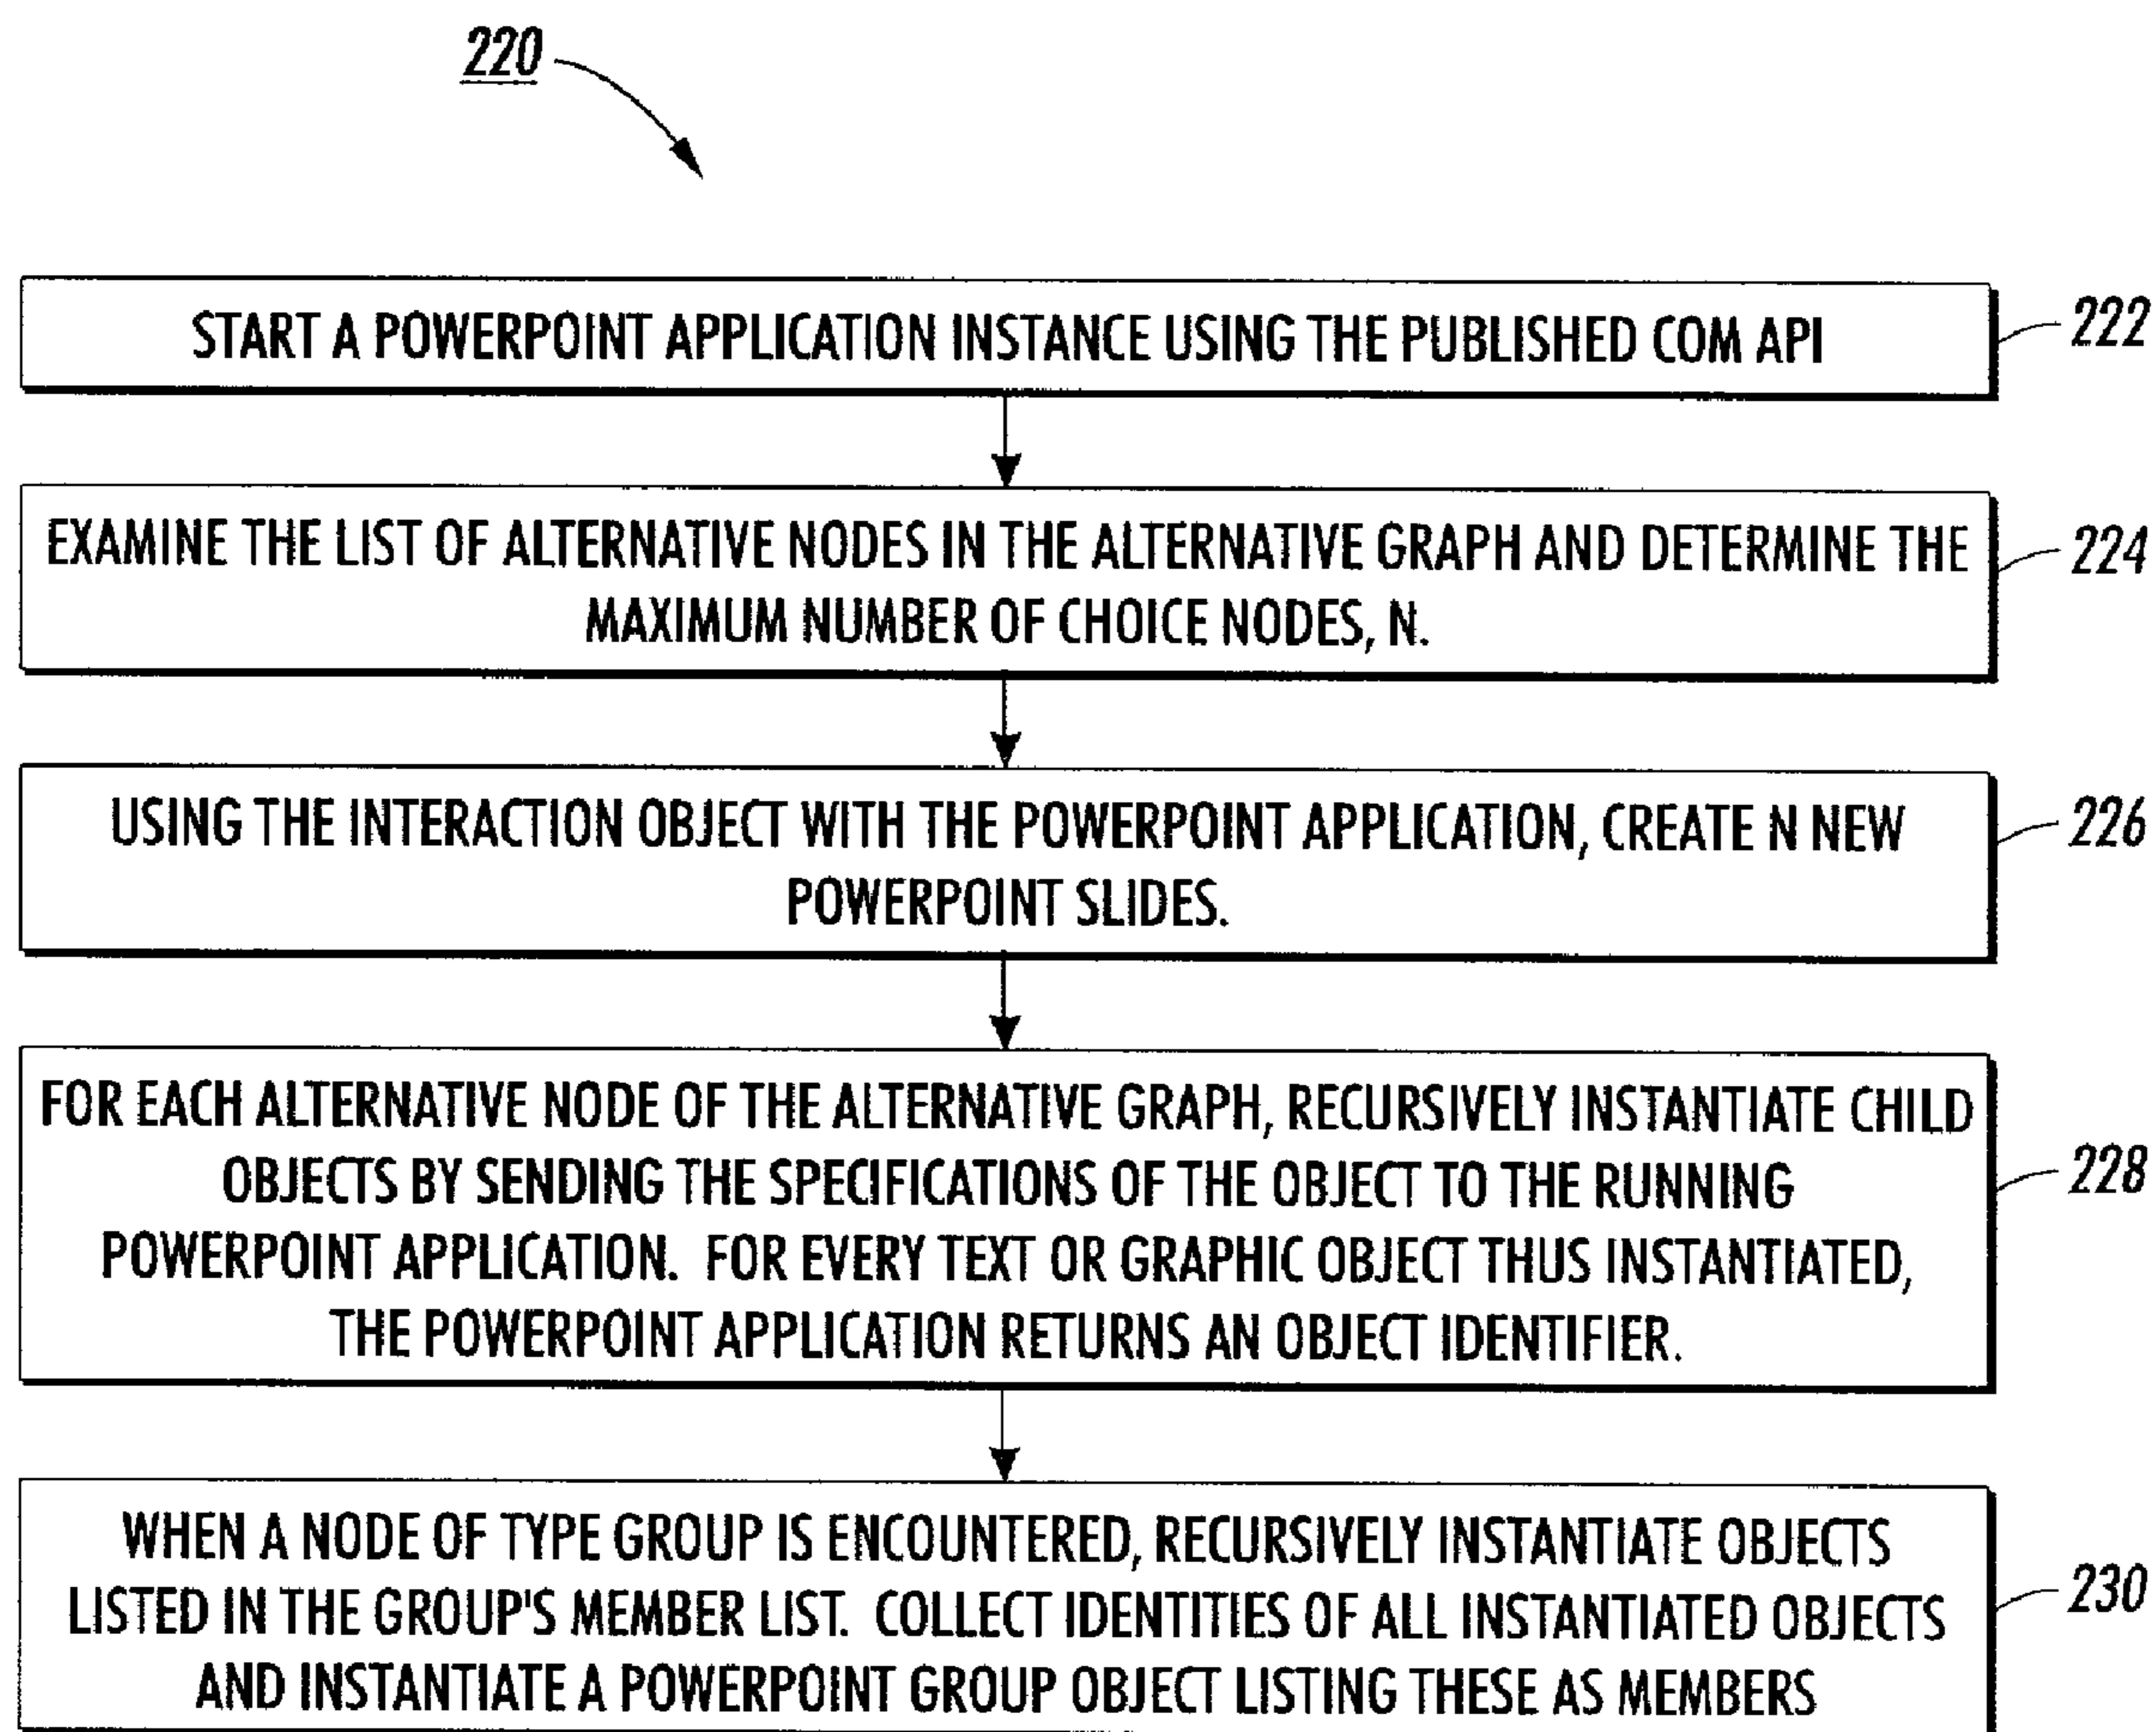 220
START A POWERPOINT APPLICATION INSTANCE USING THE PUBLISHED COM API
222
EXAMINE THE LIST OF ALTERNATIVE NODES IN THE ALTERNATIVE GRAPH AND DETERMINE THE
MAXIMUM NUMBER OF CHOICE NODES, N.
224
USING THE INTERACTION OBJECT WITH THE POWERPOINT APPLICATION, CREATE N NEW
POWERPOINT SLIDES.
226
FOR EACH ALTERNATIVE NODE OF THE ALTERNATIVE GRAPH, RECURSIVELY INSTANTIATE CHILD
OBJECTS BY SENDING THE SPECIFICATIONS OF THE OBJECT TO THE RUNNING
POWERPOINT APPLICATION. FOR EVERY TEXT OR GRAPHIC OBJECT THUS INSTANTIATED,
THE POWERPOINT APPLICATION RETURNS AN OBJECT IDENTIFIER.
228
WHEN A NODE OF TYPE GROUP IS ENCOUNTERED, RECURSIVELY INSTANTIATE OBJECTS
LISTED IN THE GROUP'S MEMBER LIST. COLLECT IDENTITIES OF ALL INSTANTIATED OBJECTS
AND INSTANTIATE A POWERPOINT GROUP OBJECT LISTING THESE AS MEMBERS
230